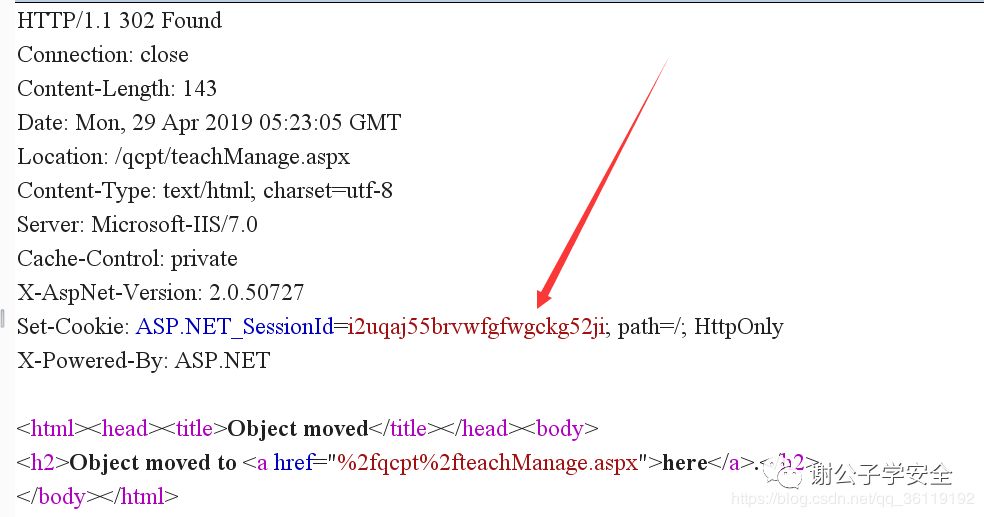 HTTP/1.1 302 Found
Connection: close
Content-Length: 143
Date: Mon, 29 Apr 2019 05:23:05 GMT
Location: /qcpt/teachManage.aspx
Content-Type: text/html; charset=utf-8
Server: Microsoft-IIS/7.0
Cache-Control: private
X-AspNet-Version: 2.0.50727
Set-Cookie: ASP.NET_SessionId=i2uqaj55brvwfgfwgckg52ji; path=/; HttpOnly
X-Powered-By: ASP.NET
<html><head><title>Object moved</title></head><body>
<h2>Object moved to <a href="%2fqcpt%2fteachManage.aspx">here</a>.</h2>
谢公子学安全
</body></html>
https://blog.csdn.net/qq_36119192